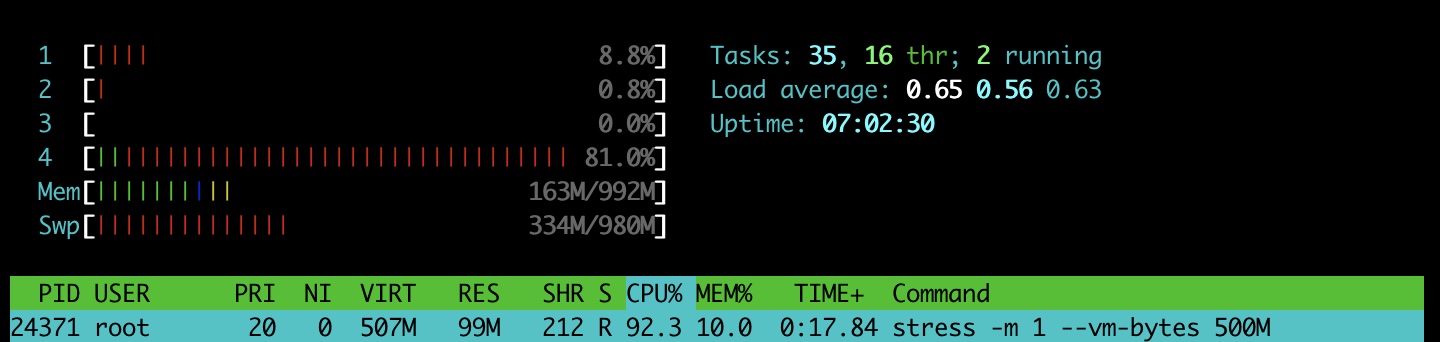 1 [|||| 8.8%] Tasks: 35, 16 thr; 2 running
2 [| 0.8%] Load average: 0.65 0.56 0.63
3 [ 0.0%] Uptime: 07:02:30
4 [||||||||||||||||||||||||||||||||||| 81.0%]
Mem[|||||||||| 163M/992M]
Swp[|||||||||||||| 334M/980M]
PID USER PRI NI VIRT RES SHR S CPU% MEM% TIME+ Command
24371 root 20 0 507M 99M 212 R 92.3 10.0 0:17.84 stress -m 1 --vm-bytes 500M